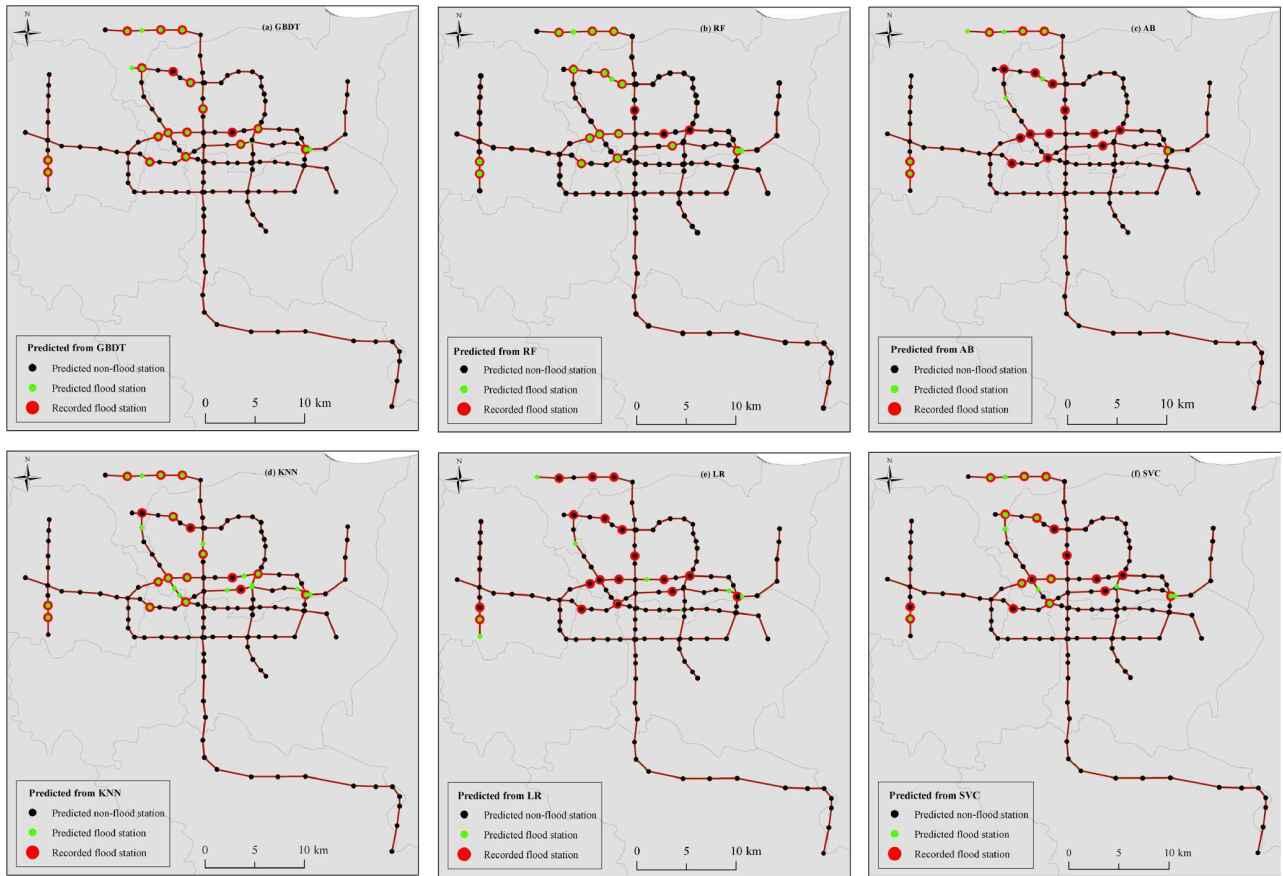 N
(a) GBDT
Predicted from GBDT
Predicted non-flood station
Predicted flood station
Recorded flood station
0 5 10 km
N
(b) RF
Predicted from RF
Predicted non-flood station
Predicted flood station
Recorded flood station
0 5 10 km
N
(c) AB
Predicted from AB
Predicted non-flood station
Predicted flood station
Recorded flood station
0 5 10 km
N
(d) KNN
Predicted from KNN
Predicted non-flood station
Predicted flood station
Recorded flood station
0 5 10 km
N
(e) LR
Predicted from LR
Predicted non-flood station
Predicted flood station
Recorded flood station
0 5 10 km
N
(f) SVC
Predicted from SVC
Predicted non-flood station
Predicted flood station
Recorded flood station
0 5 10 km